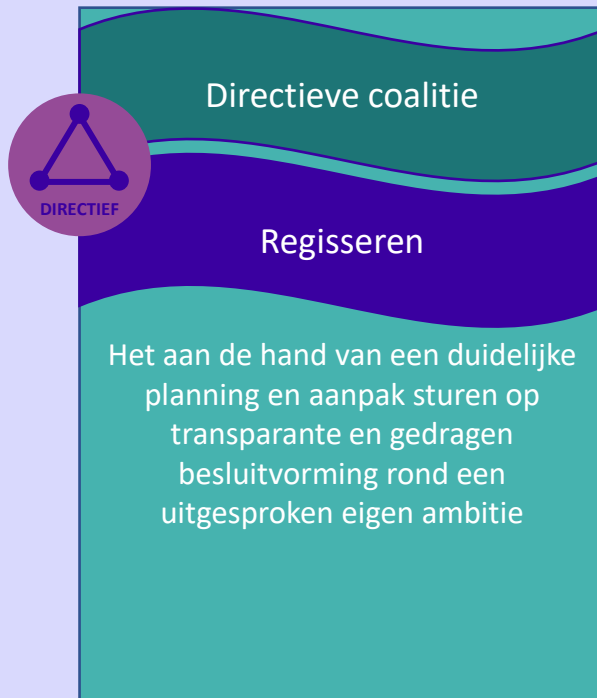 Directieve coalitie
DIRECTIEF
Regisseren
Het aan de hand van een duidelijke
planning en aanpak sturen op
transparante en gedragen
besluitvorming rond een
uitgesproken eigen ambitie